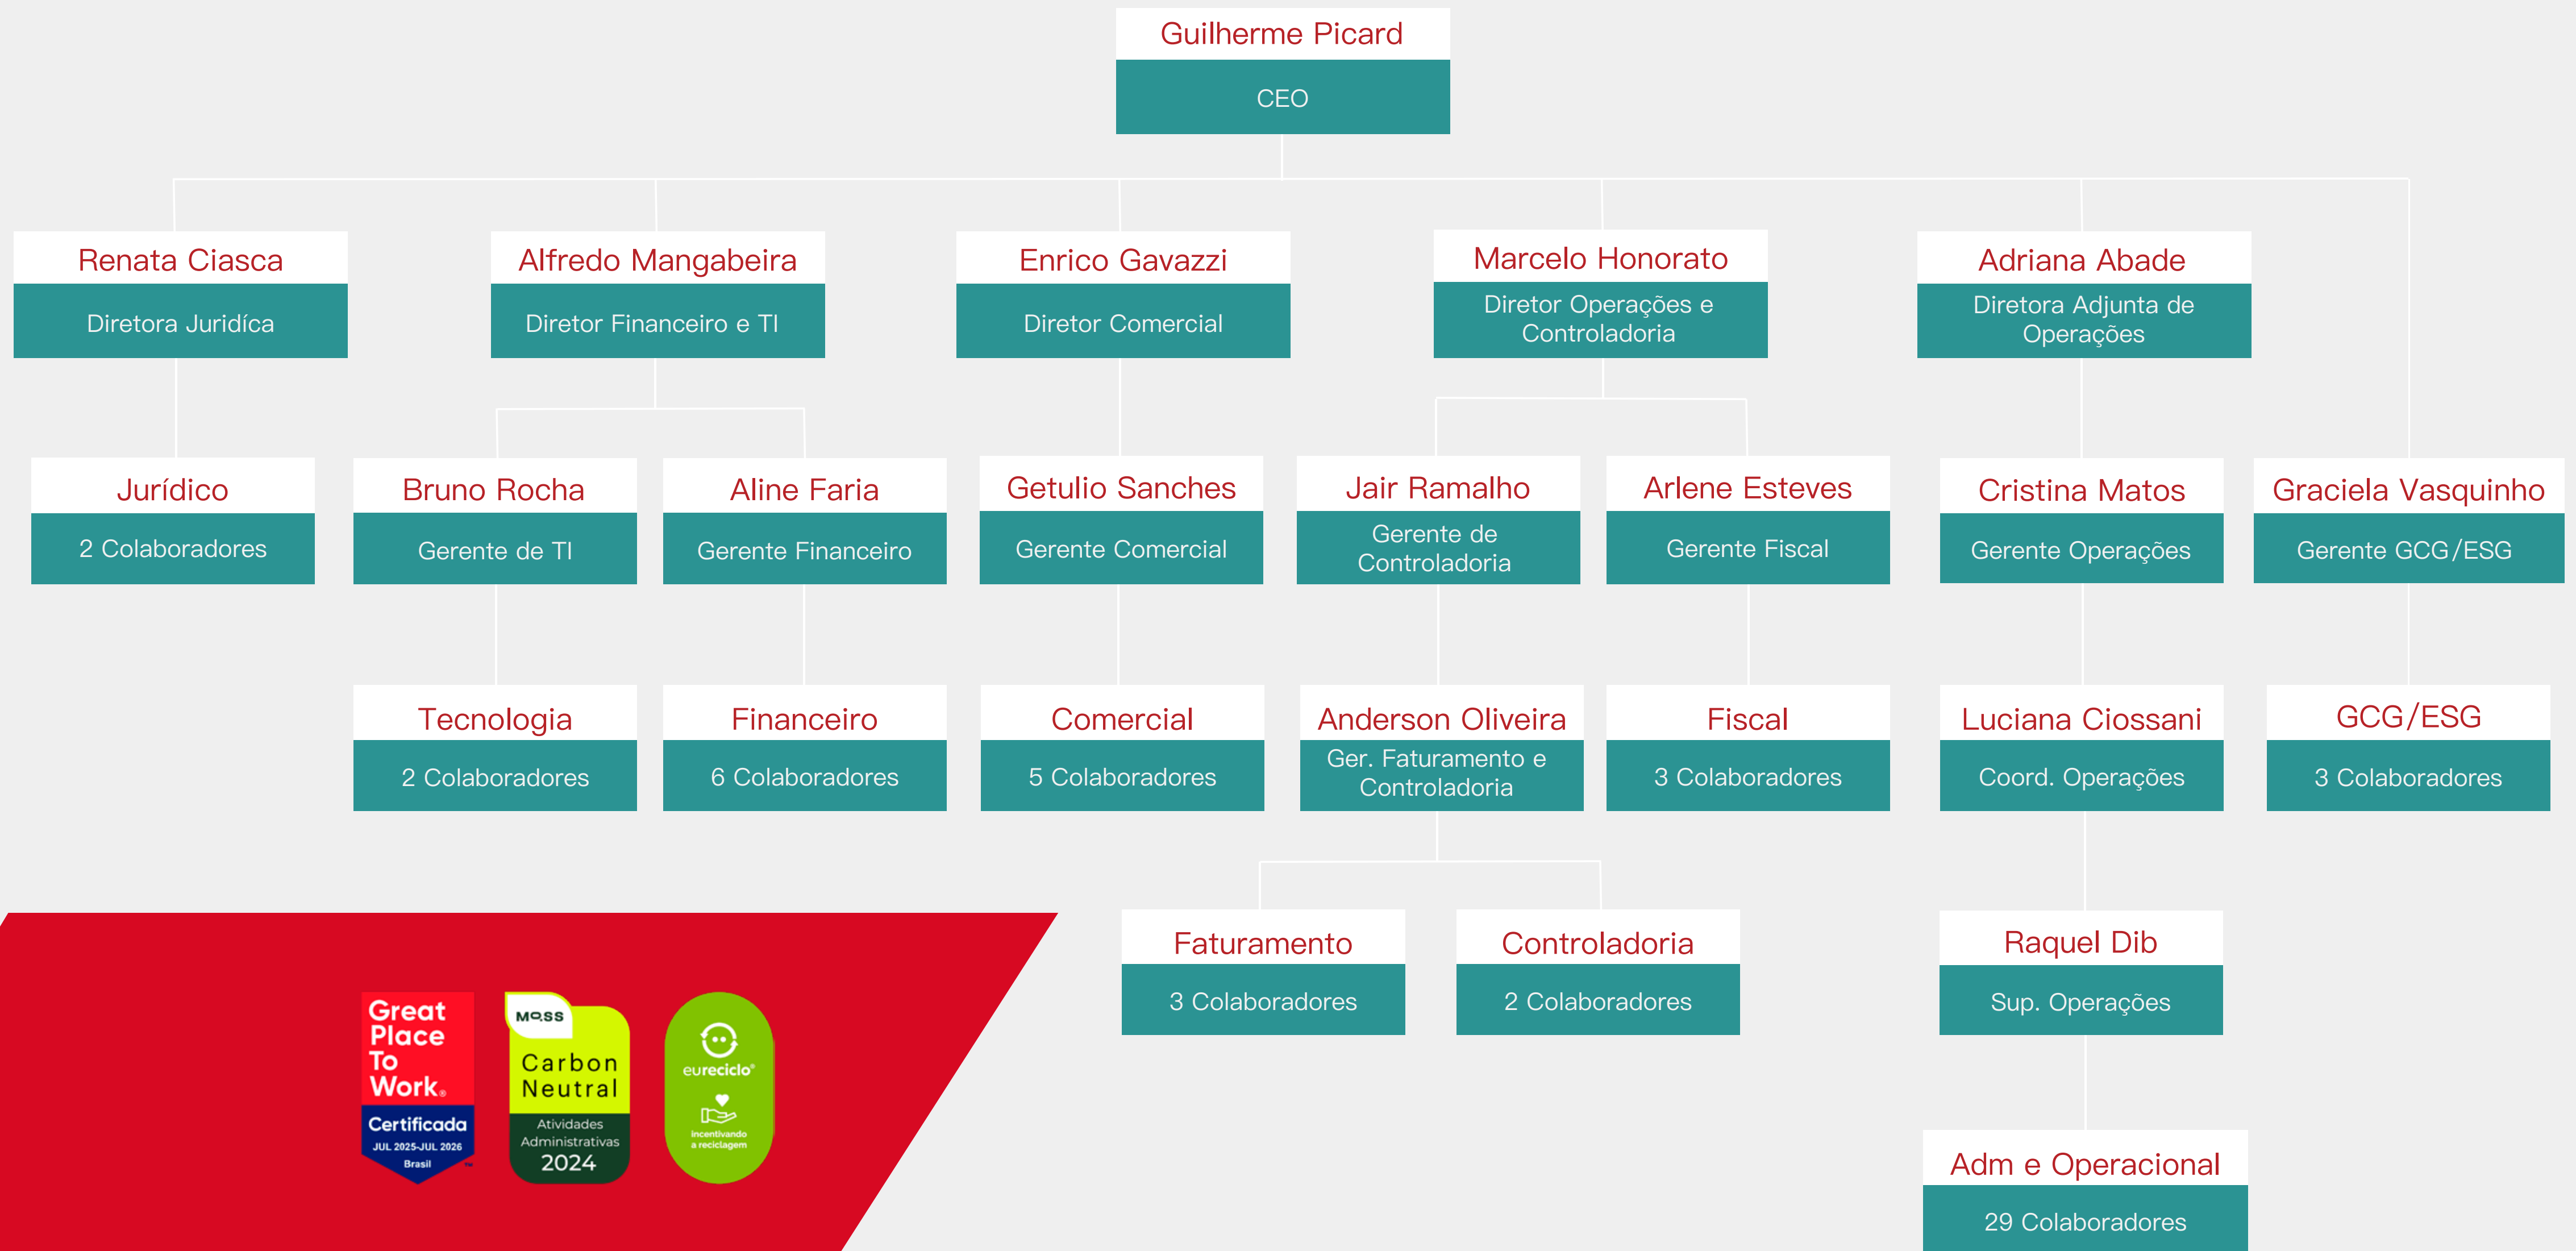 Guilherme Picard
CEO
Renata Ciasca
Diretora Juridíca
Alfredo Mangabeira
Diretor Financeiro e TI
Enrico Gavazzi
Diretor Comercial
Marcelo Honorato
Diretor Operações e
Controladoria
Adriana Abade
Diretora Adjunta de
Operações
Jurídico
2 Colaboradores
Bruno Rocha
Gerente de TI
Aline Faria
Gerente Financeiro
Getulio Sanches
Gerente Comercial
Jair Ramalho
Gerente de
Controladoria
Arlene Esteves
Gerente Fiscal
Cristina Matos
Gerente Operações
Graciela Vasquinho
Gerente GCG/ESG
Tecnologia
2 Colaboradores
Financeiro
6 Colaboradores
Comercial
5 Colaboradores
Anderson Oliveira
Ger. Faturamento e
Controladoria
Fiscal
3 Colaboradores
Luciana Ciossani
Coord. Operações
GCG/ESG
3 Colaboradores
Faturamento
3 Colaboradores
Controladoria
2 Colaboradores
Raquel Dib
Sup. Operações
Adm e Operacional
29 Colaboradores
Great
Place
To
Work®
Certificada
JUL 2025-JUL 2026
Brasil
™
MOSS
Carbon
Neutral
Atividades
Administrativas
2024
eureciclo®
incentivando
a reciclagem